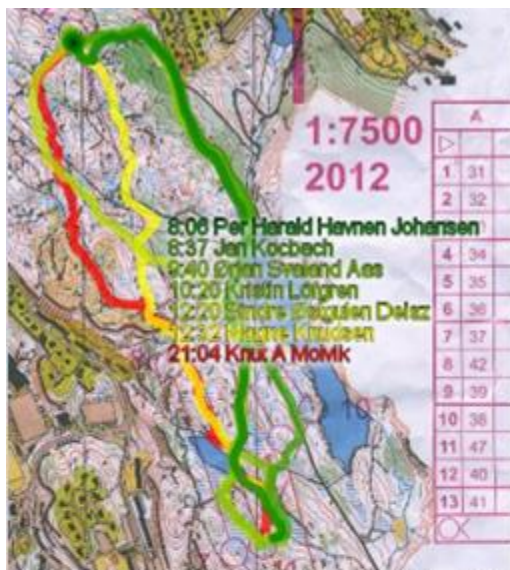 1:7500
2012
8:06 Per Harald Havnen Johansen
8:37 Jan Kocbach
9:40 Ørjan Svaland Aas
10:20 Kristin Löfgren
21:04 Knut A
A
1 31
2 32
4 34
5 35
6 36
7 37
8 42
9 39
10 38
11 47
12 40
13 41
10